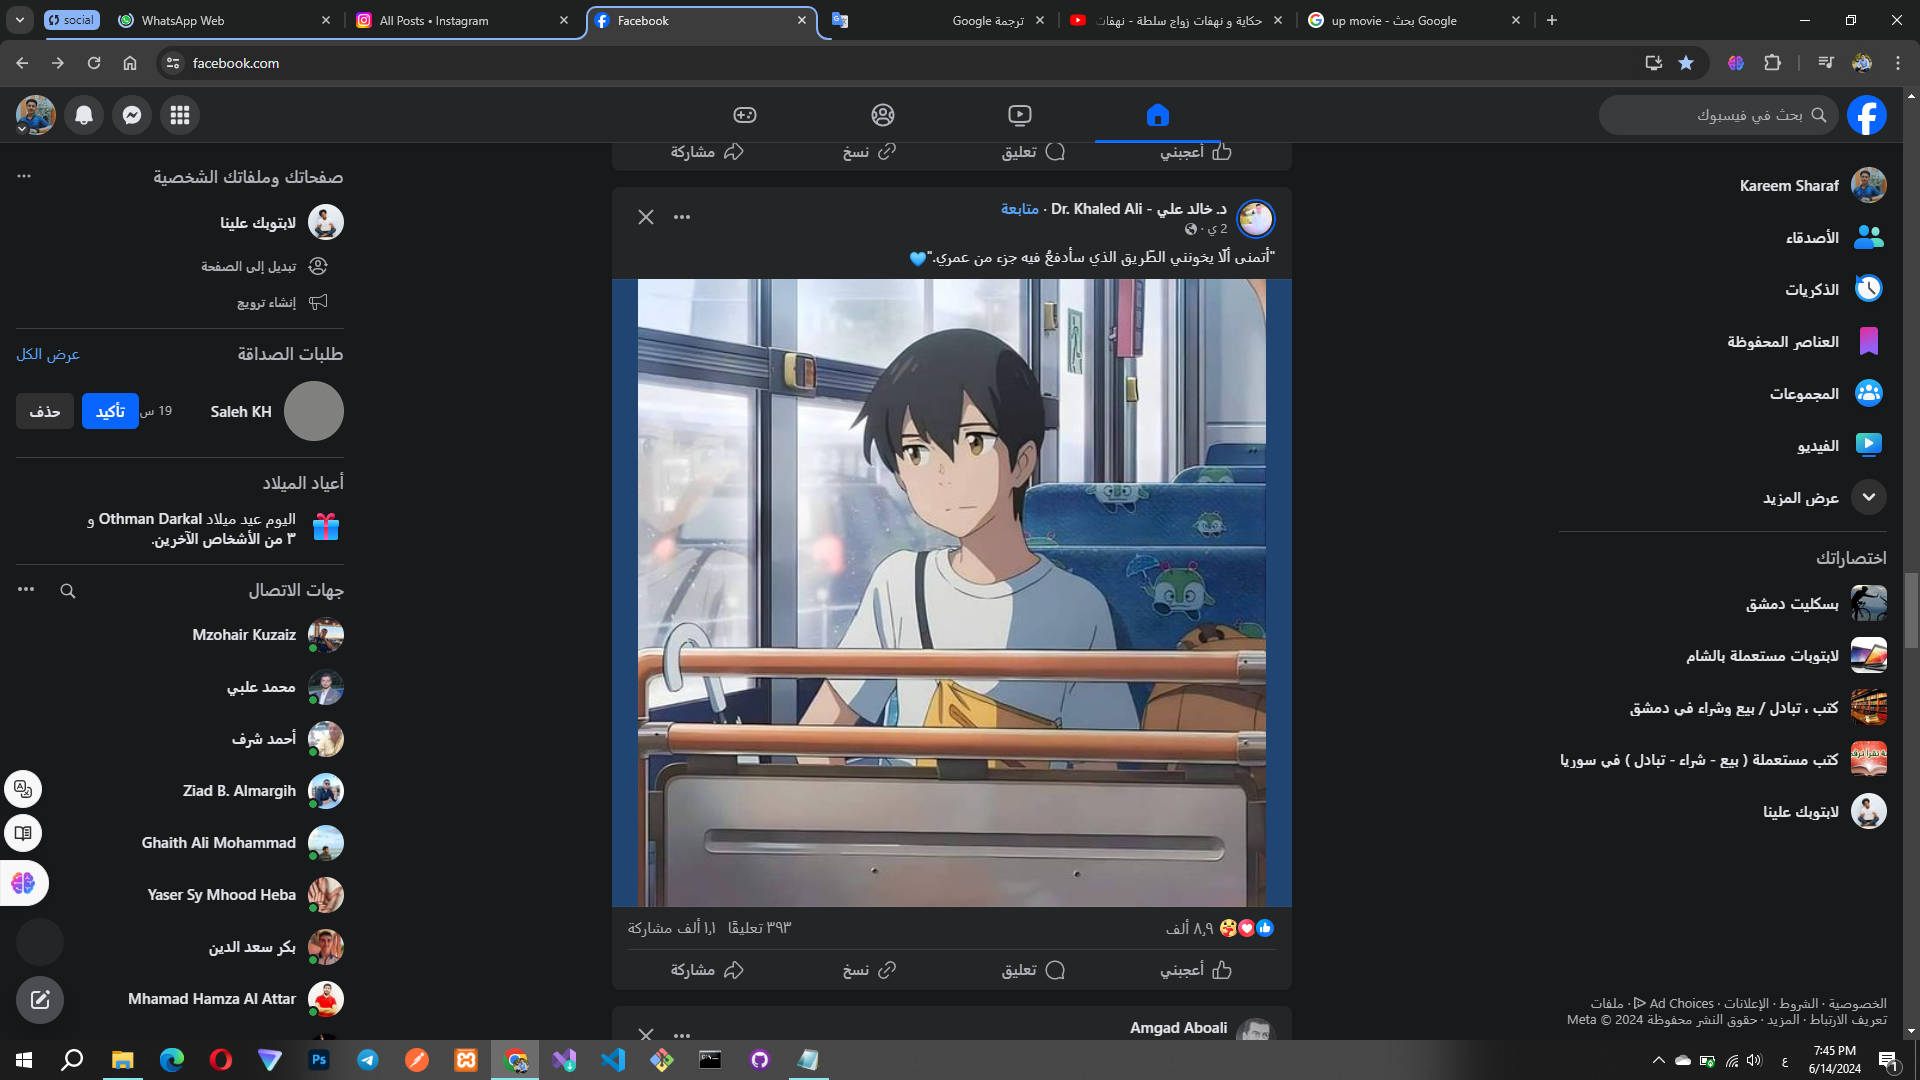 social
WhatsApp Web
All Posts • Instagram
Facebook
ترجمة Google
حكاية و نهفات زواج سلطة - نهفات
up movie - بحث Google
facebook.com
بحث في فيسبوك
صفحاتك وملفاتك الشخصية
لابتوبك علينا
تبديل إلى الصفحة
إنشاء ترويج
طلبات الصداقة
عرض الكل
Saleh KH
19 س
تأكيد
حذف
أعياد الميلاد
اليوم عيد ميلاد Othman Darkal و
٣ من الأشخاص الآخرين.
جهات الاتصال
Mzohair Kuzaiz
محمد علبي
أحمد شرف
Ziad B. Almargih
Ghaith Ali Mohammad
Yaser Sy Mhood Heba
بكر سعد الدين
Mhamad Hamza Al Attar
أعجبني
تعليق
نسخ
مشاركة
د. خالد علي - Dr. Khaled Ali · متابعة
2 ي ·
"أتمنى ألّا يخونني الطّريق الذي سأدفعُ فيه جزء من عمري."💙
٨٫٩ ألف
٣٩٣ تعليقًا
١٫١ ألف مشاركة
أعجبني
تعليق
نسخ
مشاركة
Amgad Aboali
Kareem Sharaf
الأصدقاء
الذكريات
العناصر المحفوظة
المجموعات
الفيديو
عرض المزيد
اختصاراتك
بسكليت دمشق
لابتوبات مستعملة بالشام
كتب ، تبادل / بيع وشراء في دمشق
كتب مستعملة ( بيع - شراء - تبادل ) في سوريا
لابتوبك علينا
الخصوصية · الشروط · الإعلانات · Ad Choices · ملفات
تعريف الارتباط · المزيد · حقوق النشر محفوظة Meta © 2024
Ps
ع
7:45 PM
6/14/2024
1